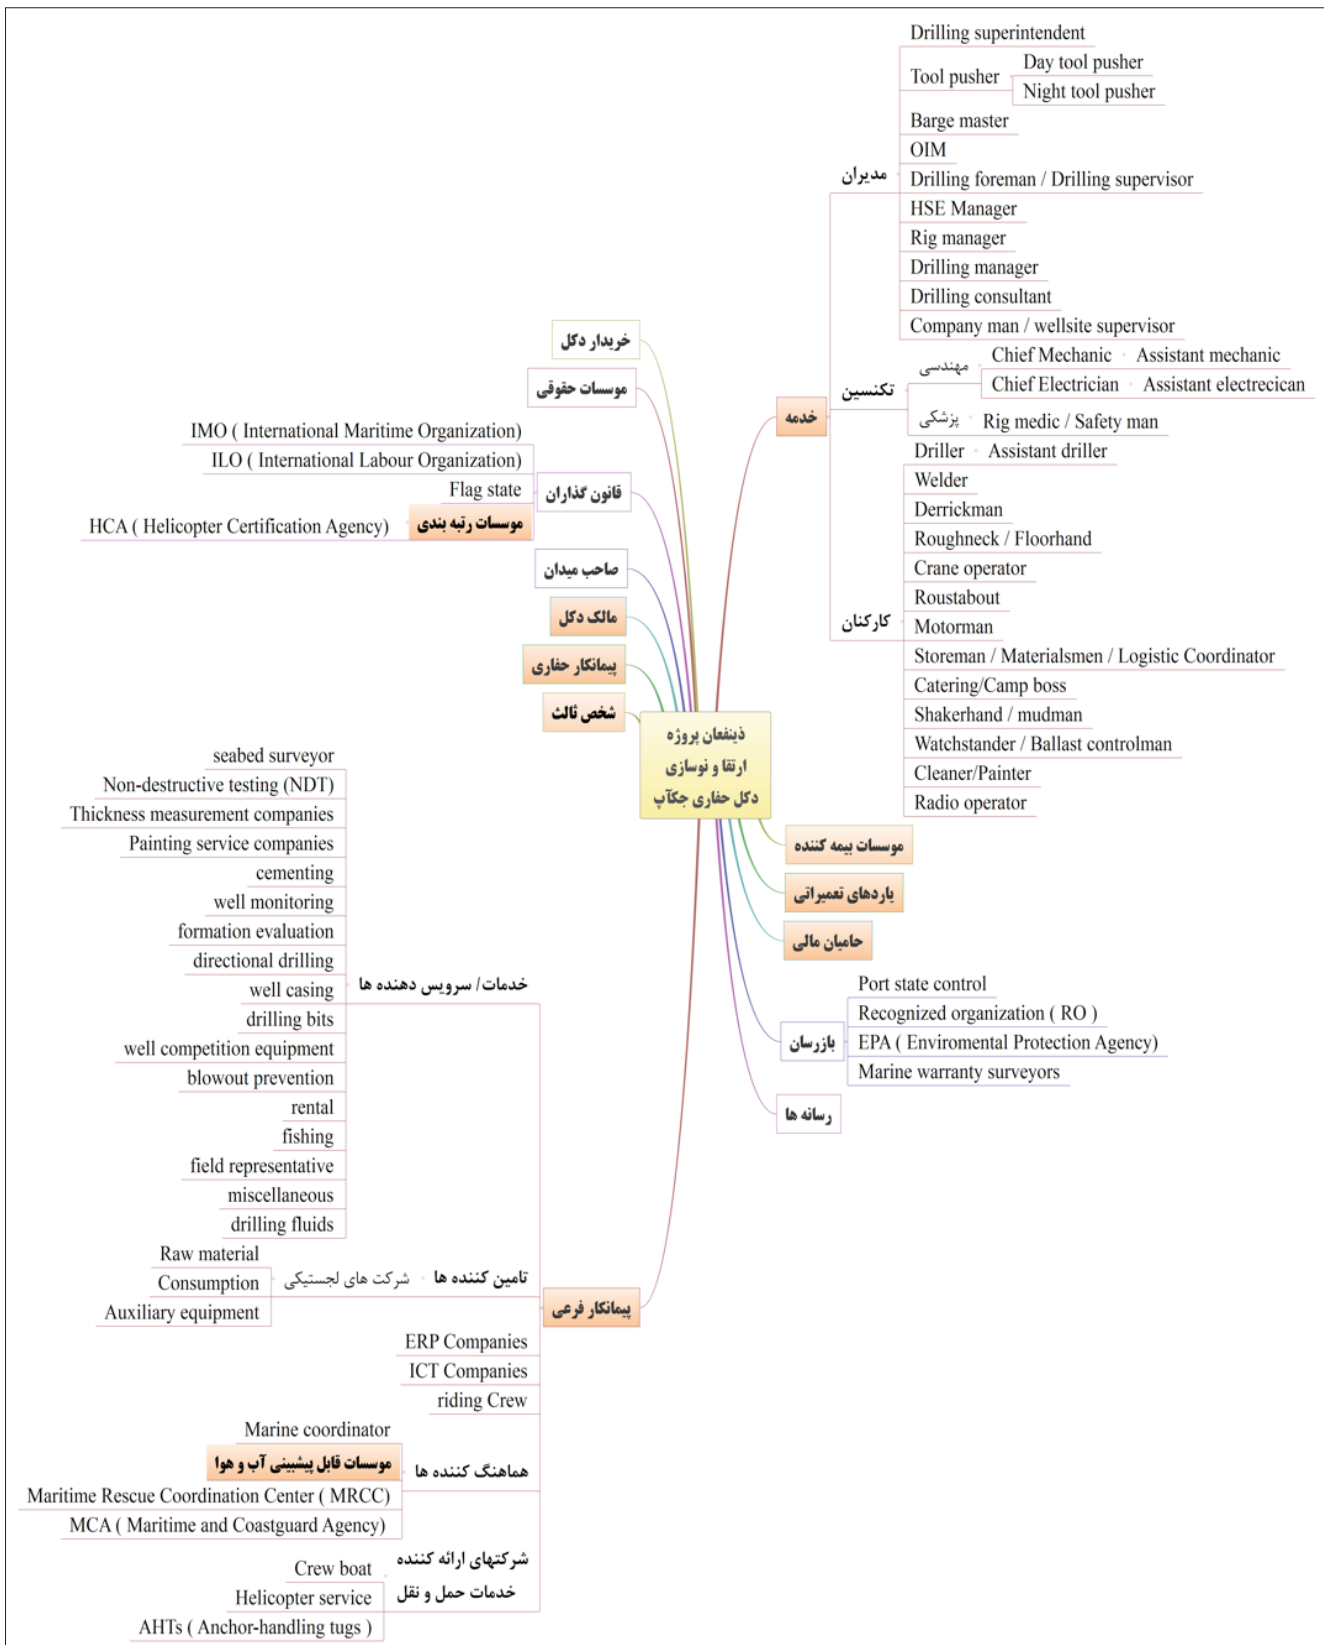 ذینفعان پروژه
ارتقا و نوسازی
دکل حفاری جکآپ
خدمه
مدیران
Drilling superintendent
Tool pusher
Day tool pusher
Night tool pusher
Barge master
OIM
Drilling foreman / Drilling supervisor
HSE Manager
Rig manager
Drilling manager
Drilling consultant
Company man / wellsite supervisor
تکنسین
مهندسی
Chief Mechanic
Assistant mechanic
Chief Electrician
Assistant electrecican
پزشکی
Rig medic / Safety man
کارکنان
Driller
Assistant driller
Welder
Derrickman
Roughneck / Floorhand
Crane operator
Roustabout
Motorman
Storeman / Materialsmen / Logistic Coordinator
Catering/Camp boss
Shakerhand / mudman
Watchstander / Ballast controlman
Cleaner/Painter
Radio operator
موسسات بیمه کننده
یاردهای تعمیراتی
حامیان مالی
بازرسان
Port state control
Recognized organization ( RO )
EPA ( Enviromental Protection Agency)
Marine warranty surveyors
رسانه ها
خریدار دکل
موسسات حقوقی
قانون گذاران
IMO ( International Maritime Organization)
ILO ( International Labour Organization)
Flag state
موسسات رتبه بندی
HCA ( Helicopter Certification Agency)
صاحب میدان
مالک دکل
پیمانکار حفاری
شخص ثالث
پیمانکار فرعی
خدمات/ سرویس دهنده ها
seabed surveyor
Non-destructive testing (NDT)
Thickness measurement companies
Painting service companies
cementing
well monitoring
formation evaluation
directional drilling
well casing
drilling bits
well competition equipment
blowout prevention
rental
fishing
field representative
miscellaneous
drilling fluids
تامین کننده ها
شرکت های لجستیکی
Raw material
Consumption
Auxiliary equipment
ERP Companies
ICT Companies
riding Crew
هماهنگ کننده ها
Marine coordinator
موسسات قابل پیشبینی آب و هوا
Maritime Rescue Coordination Center ( MRCC)
MCA ( Maritime and Coastguard Agency)
شرکتهای ارائه کننده
خدمات حمل و نقل
Crew boat
Helicopter service
AHTs ( Anchor-handling tugs )